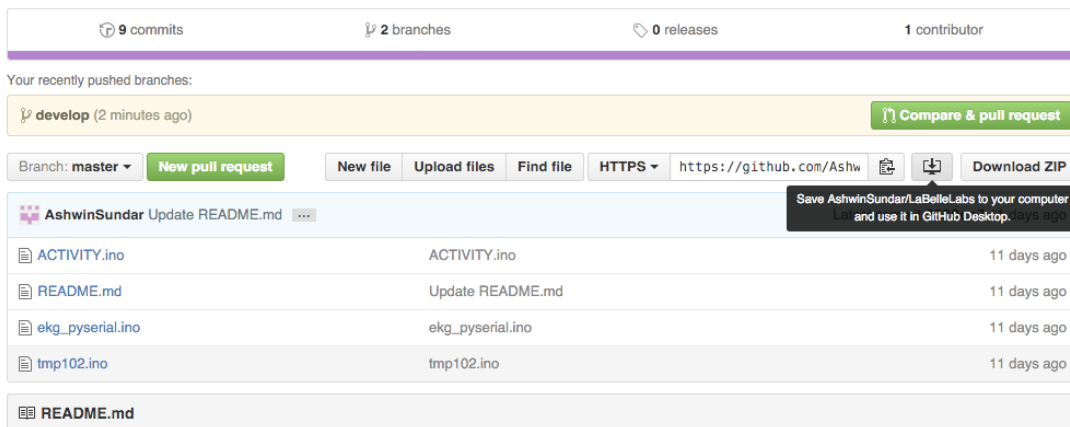 9 commits 2 branches 0 releases 1 contributor
Your recently pushed branches:
develop (2 minutes ago) Compare & pull request
Branch: master New pull request New file Upload files Find file HTTPS https://github.com/Ashw Download ZIP
Save AshwinSundar/LaBelleLabs to your computer
and use it in GitHub Desktop.
AshwinSundar Update README.md ... days ago
ACTIVITY.ino ACTIVITY.ino 11 days ago
README.md Update README.md 11 days ago
ekg_pyserial.ino ekg_pyserial.ino 11 days ago
tmp102.ino tmp102.ino 11 days ago
README.md